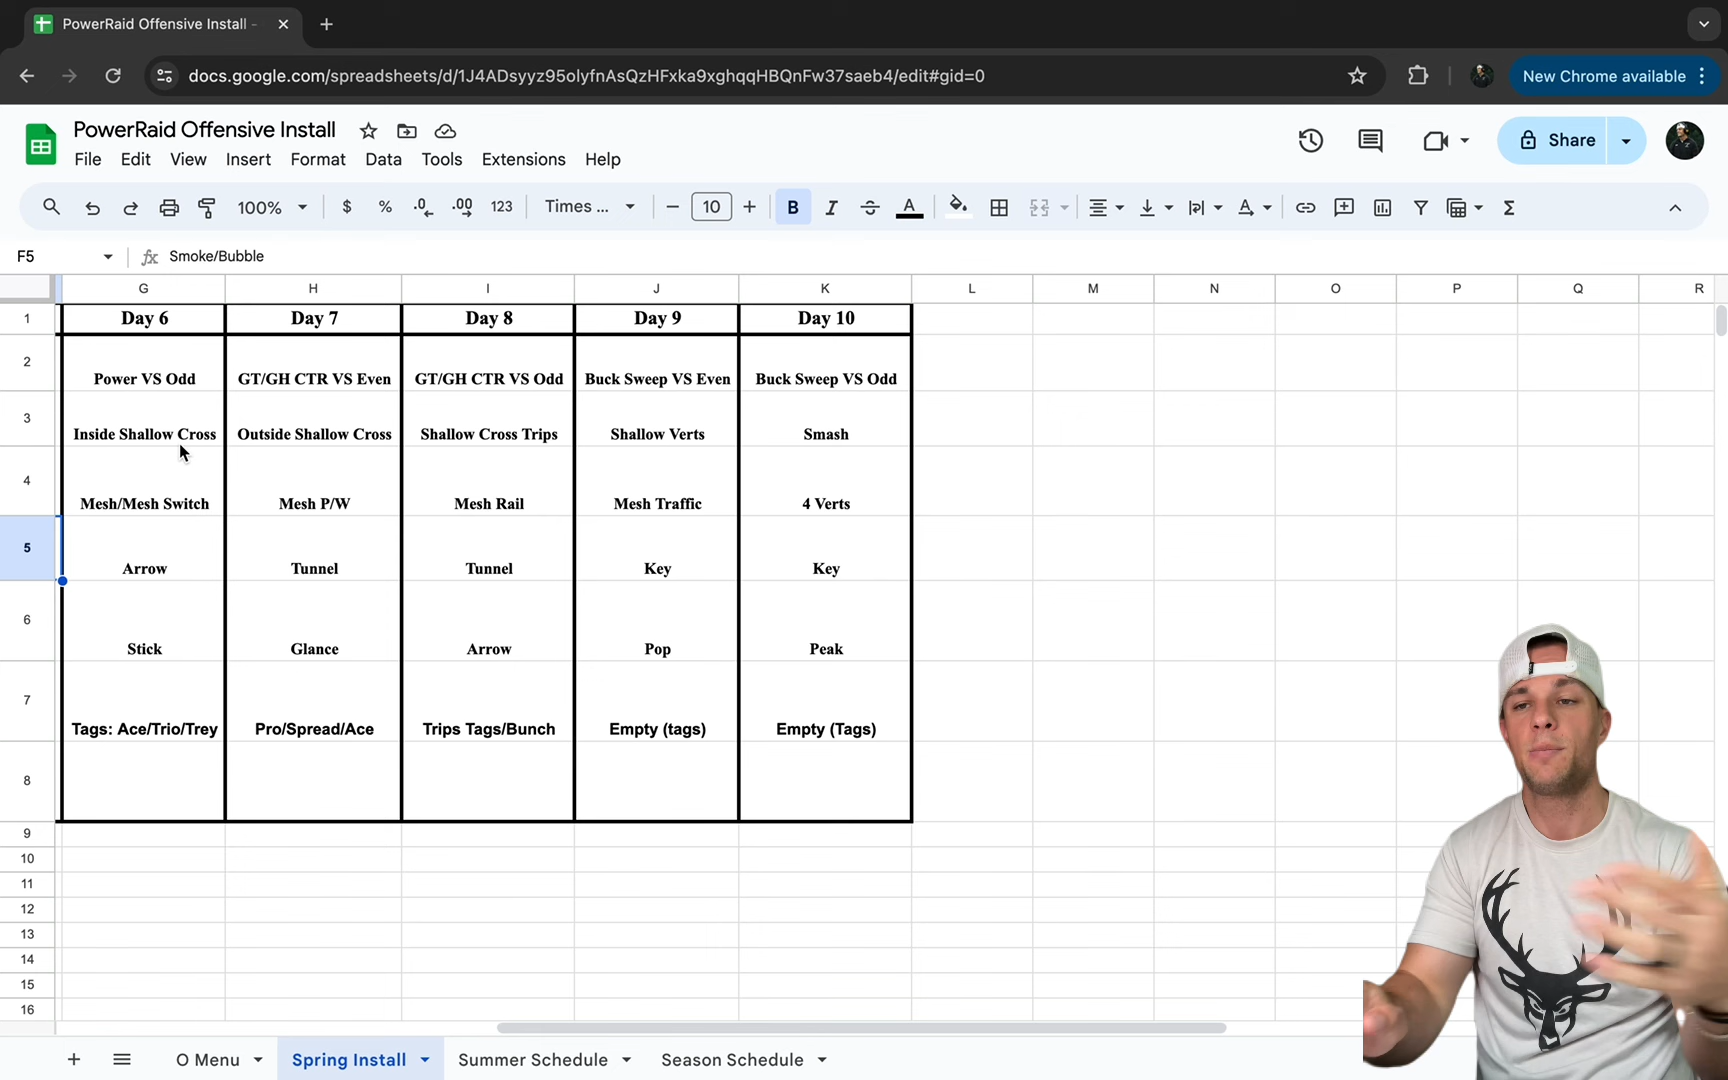 PowerRaid Offensive Install -
docs.google.com/spreadsheets/d/1J4ADsyyz95olyfnAsQzHFxka9xghqqHBQnFw37saeb4/edit#gid=0
New Chrome available
PowerRaid Offensive Install
File Edit View Insert Format Data Tools Extensions Help
Share
100% $ % .0 .00 123 Times ... 10 B I S A Σ
F5 fx Smoke/Bubble
G H I J K L M N O P Q R
1 Day 6 Day 7 Day 8 Day 9 Day 10
2 Power VS Odd GT/GH CTR VS Even GT/GH CTR VS Odd Buck Sweep VS Even Buck Sweep VS Odd
3 Inside Shallow Cross Outside Shallow Cross Shallow Cross Trips Shallow Verts Smash
4 Mesh/Mesh Switch Mesh P/W Mesh Rail Mesh Traffic 4 Verts
5 Arrow Tunnel Tunnel Key Key
6 Stick Glance Arrow Pop Peak
7 Tags: Ace/Trio/Trey Pro/Spread/Ace Trips Tags/Bunch Empty (tags) Empty (Tags)
8
9
10
11
12
13
14
15
16
O Menu Spring Install Summer Schedule Season Schedule